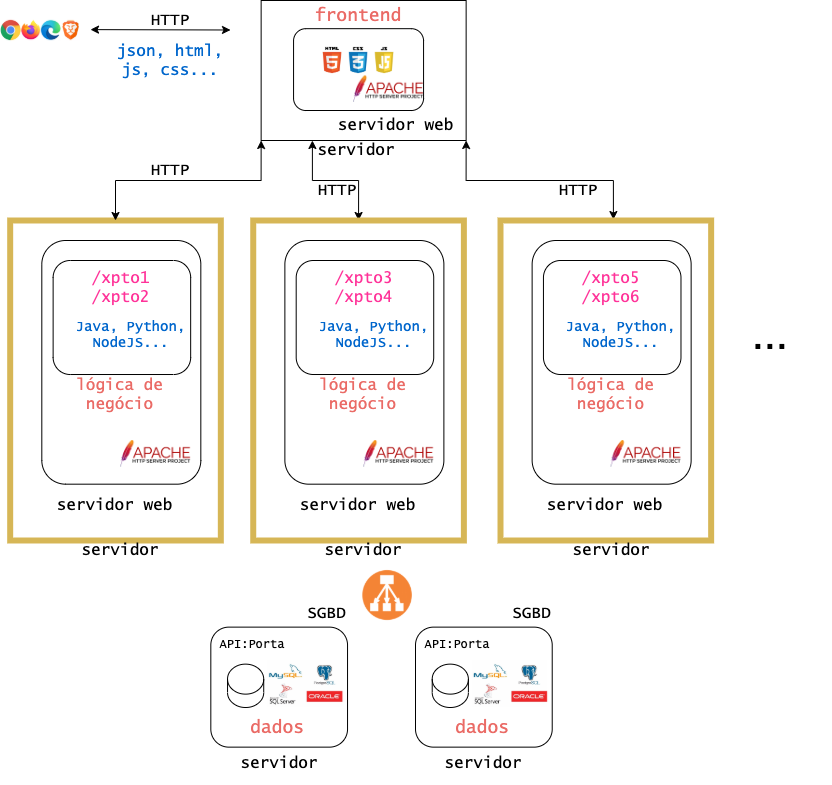 HTTP
json, html,
js, css...
frontend
HTML
5
CSS
3
JS
JS
APACHE
HTTP SERVER PROJECT
servidor web
servidor
HTTP
HTTP
HTTP
/xpto1
/xpto2
Java, Python,
NodeJS...
lógica de
negócio
APACHE
HTTP SERVER PROJECT
servidor web
servidor
/xpto3
/xpto4
Java, Python,
NodeJS...
lógica de
negócio
APACHE
HTTP SERVER PROJECT
servidor web
servidor
/xpto5
/xpto6
Java, Python,
NodeJS...
lógica de
negócio
APACHE
HTTP SERVER PROJECT
servidor web
servidor
...
SGBD
API:Porta
MySQL
PostgreSQL
SQL Server
ORACLE
dados
servidor
SGBD
API:Porta
MySQL
PostgreSQL
SQL Server
ORACLE
dados
servidor